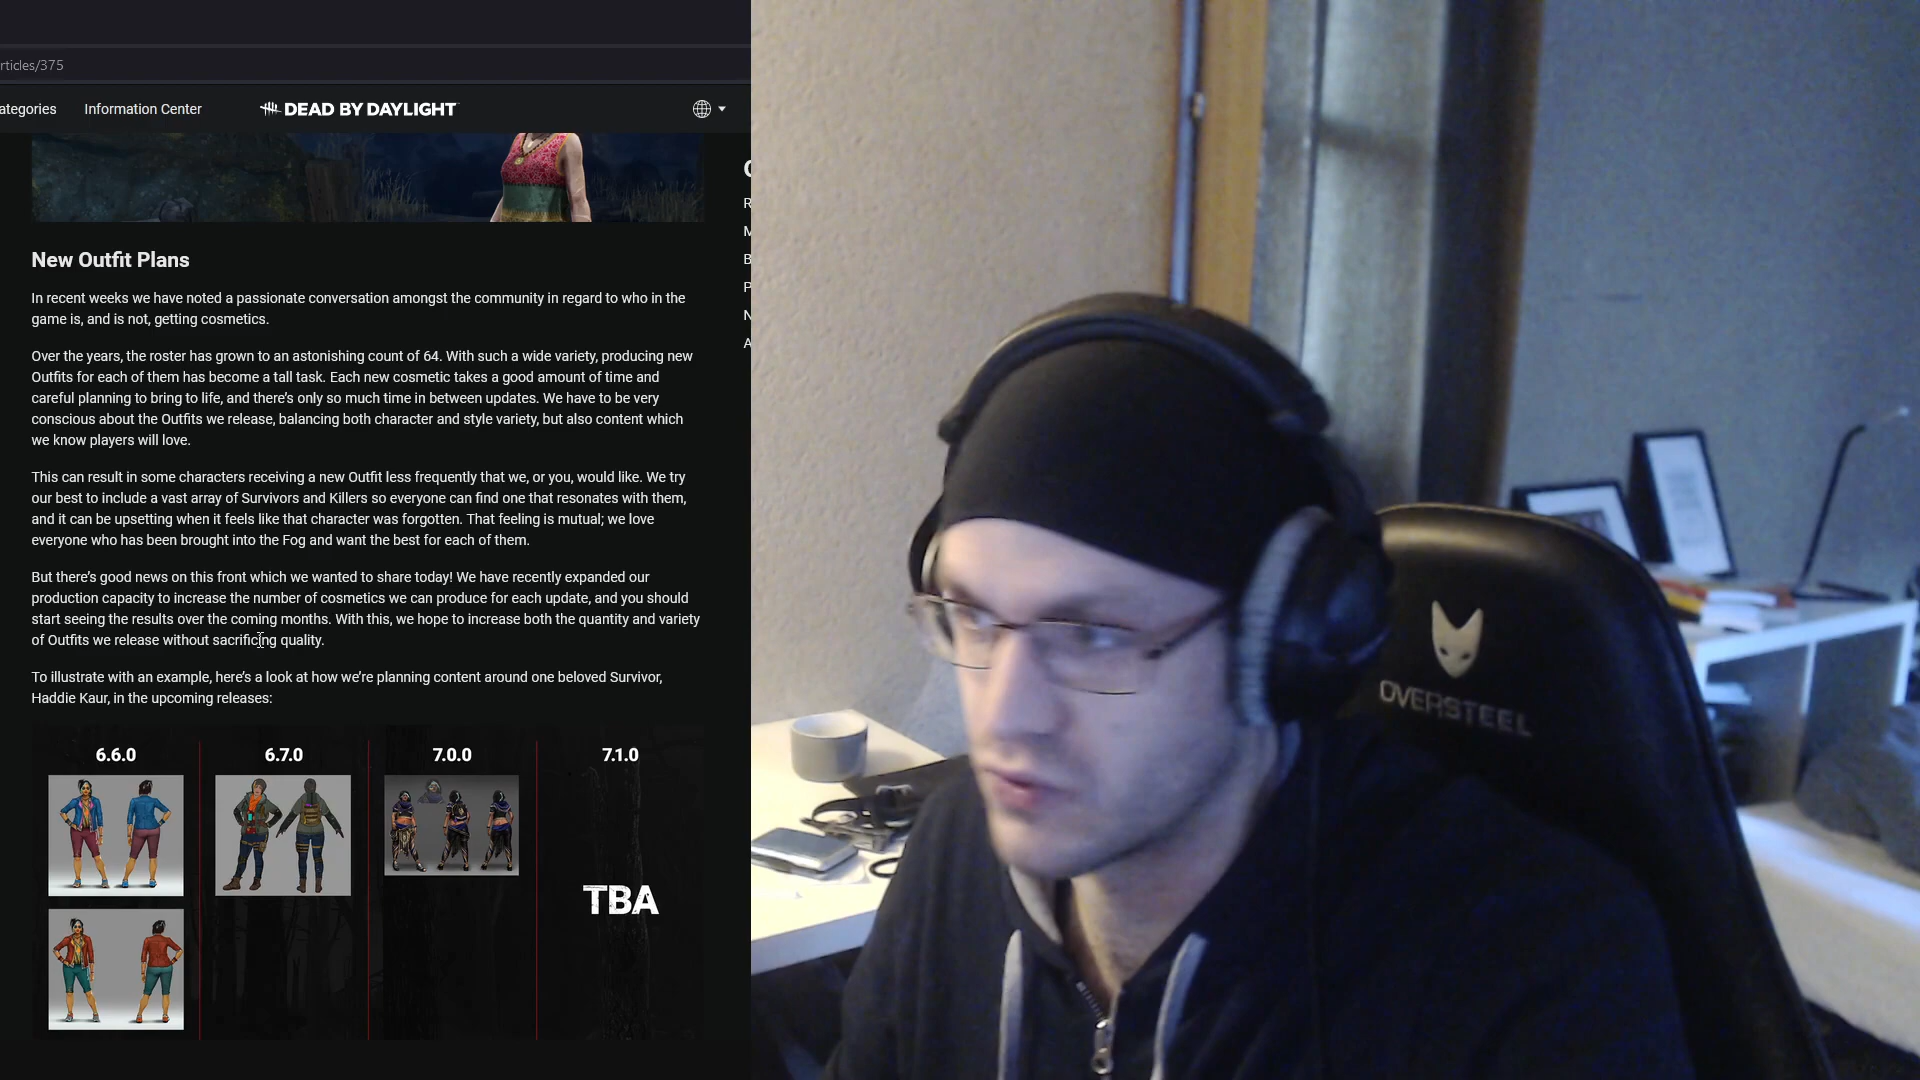 rticles/375
ategories
Information Center
DEAD BY DAYLIGHT
New Outfit Plans
In recent weeks we have noted a passionate conversation amongst the community in regard to who in the
game is, and is not, getting cosmetics.
Over the years, the roster has grown to an astonishing count of 64. With such a wide variety, producing new
Outfits for each of them has become a tall task. Each new cosmetic takes a good amount of time and
careful planning to bring to life, and there's only so much time in between updates. We have to be very
conscious about the Outfits we release, balancing both character and style variety, but also content which
we know players will love.
This can result in some characters receiving a new Outfit less frequently that we, or you, would like. We try
our best to include a vast array of Survivors and Killers so everyone can find one that resonates with them,
and it can be upsetting when it feels like that character was forgotten. That feeling is mutual; we love
everyone who has been brought into the Fog and want the best for each of them.
But there's good news on this front which we wanted to share today! We have recently expanded our
production capacity to increase the number of cosmetics we can produce for each update, and you should
start seeing the results over the coming months. With this, we hope to increase both the quantity and variety
of Outfits we release without sacrificing quality.
To illustrate with an example, here's a look at how we're planning content around one beloved Survivor,
Haddie Kaur, in the upcoming releases:
6.6.0
6.7.0
7.0.0
7.1.0
TBA
R
M
B
P
N
A
OVERSTEEL